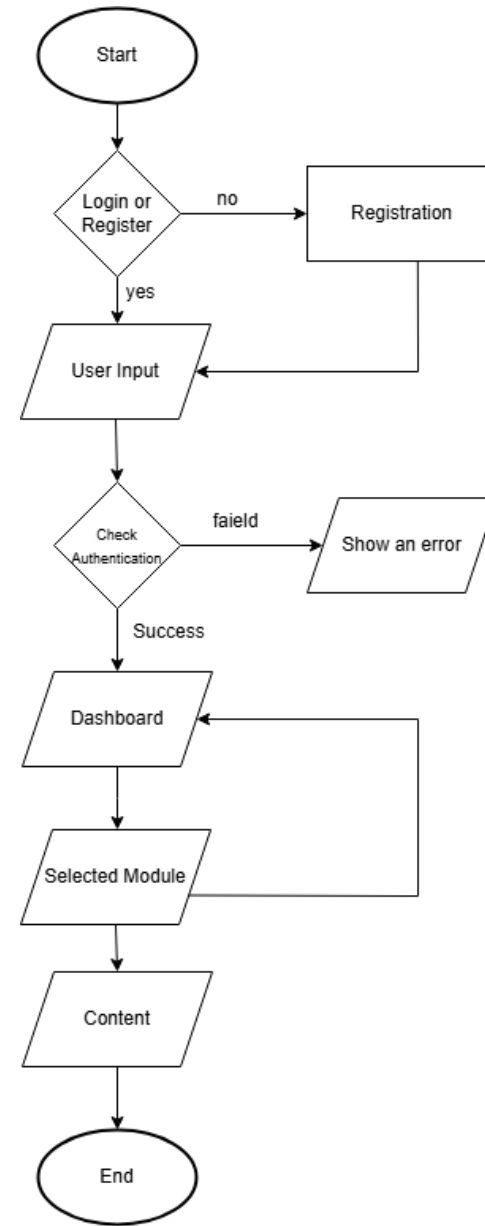 Start
Login or
Register
no
Registration
yes
User Input
Check
Authentication
faield
Show an error
Success
Dashboard
Selected Module
Content
End